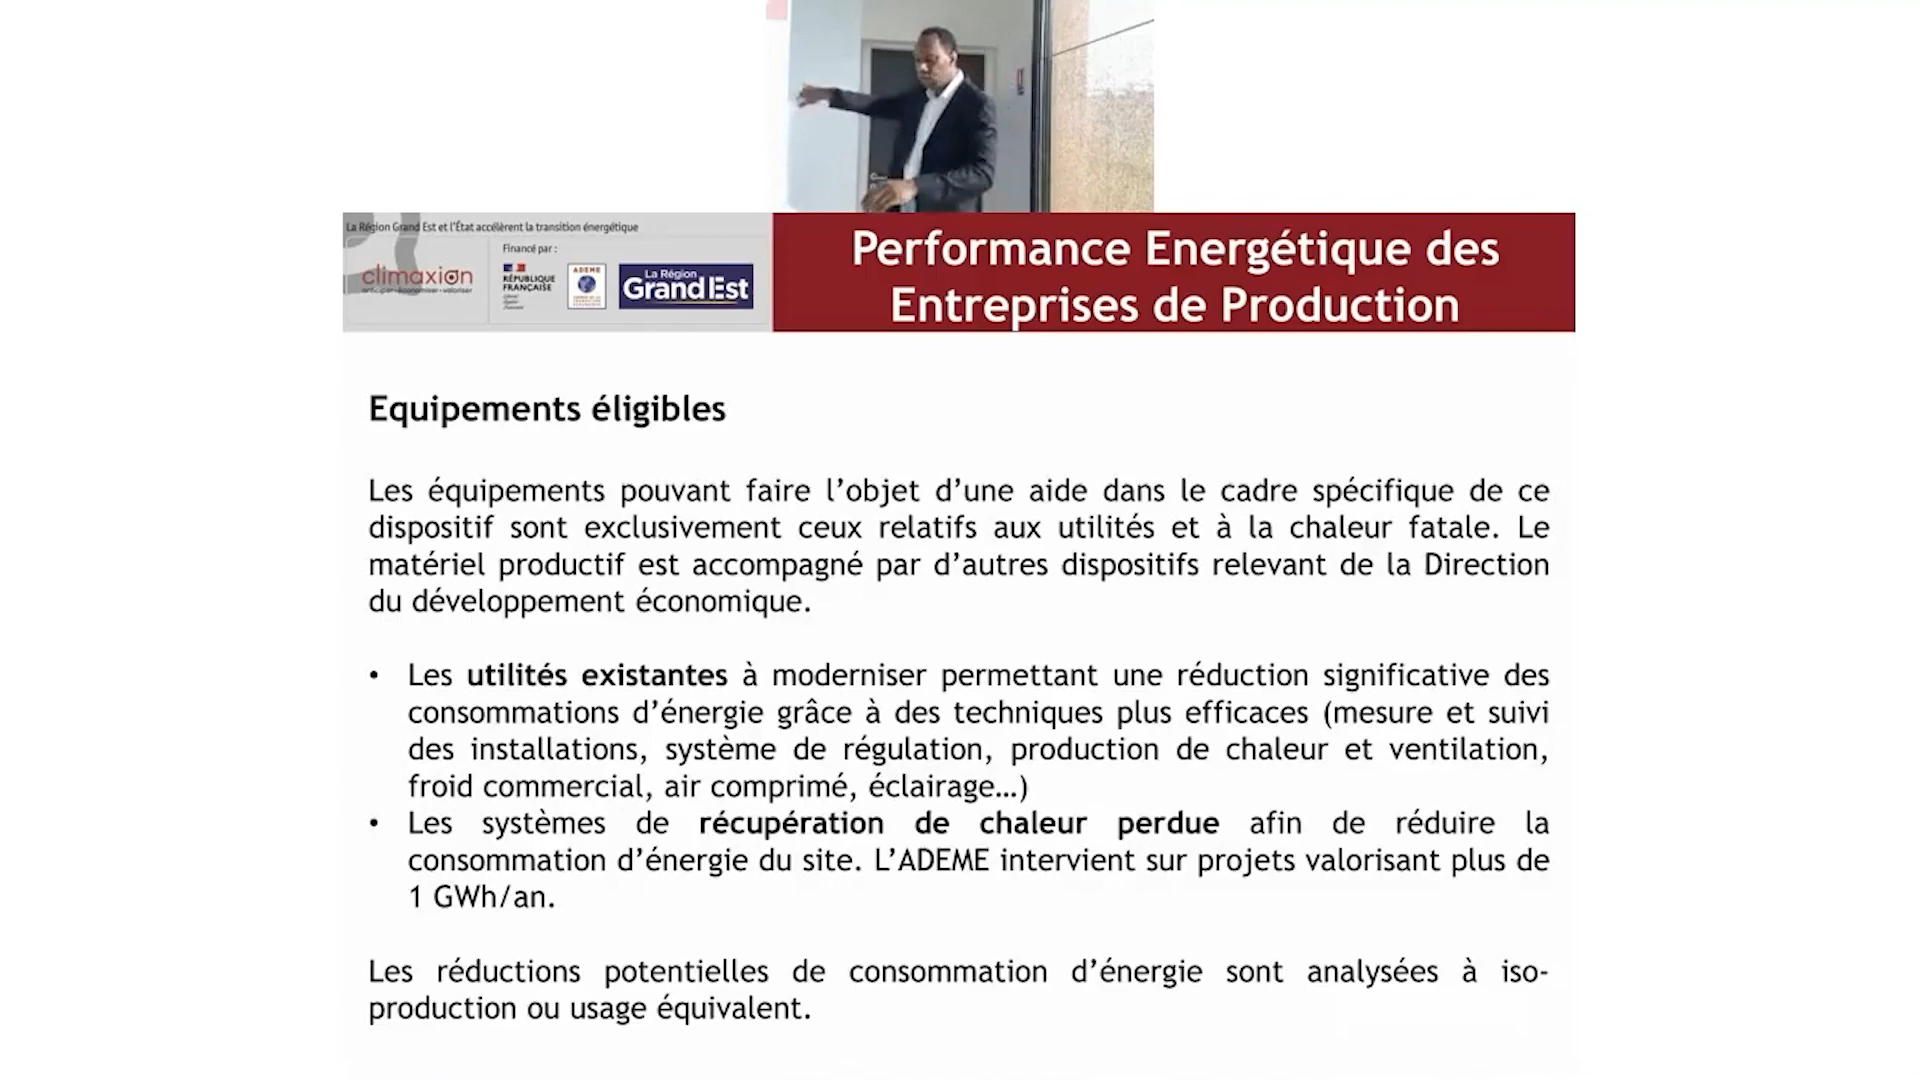 La Région Grand Est et l'État accélèrent la transition énergétique
climaxion
anticiper • économiser • valoriser
Financé par :
RÉPUBLIQUE
FRANÇAISE
ADEME
La Région
Grand Est
Performance Energétique des
Entreprises de Production
Equipements éligibles
Les équipements pouvant faire l’objet d’une aide dans le cadre spécifique de ce
dispositif sont exclusivement ceux relatifs aux utilités et à la chaleur fatale. Le
matériel productif est accompagné par d’autres dispositifs relevant de la Direction
du développement économique.
• Les utilités existantes à moderniser permettant une réduction significative des
consommations d’énergie grâce à des techniques plus efficaces (mesure et suivi
des installations, système de régulation, production de chaleur et ventilation,
froid commercial, air comprimé, éclairage…)
• Les systèmes de récupération de chaleur perdue afin de réduire la
consommation d’énergie du site. L’ADEME intervient sur projets valorisant plus de
1 GWh/an.
Les réductions potentielles de consommation d’énergie sont analysées à iso-
production ou usage équivalent.